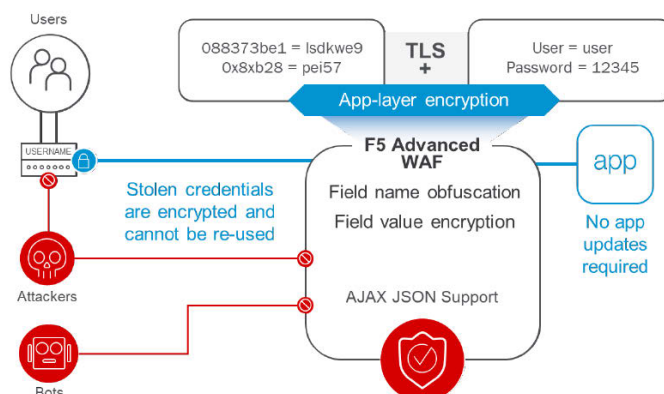 Users
088373be1 = lsdkwe9
0x8xb28 = pei57
TLS
+
User = user
Password = 12345
App-layer encryption
USERNAME
F5 Advanced
WAF
Field name obfuscation
Field value encryption
AJAX JSON Support
app
No app
updates
required
Stolen credentials
are encrypted and
cannot be re-used
Attackers
Bots